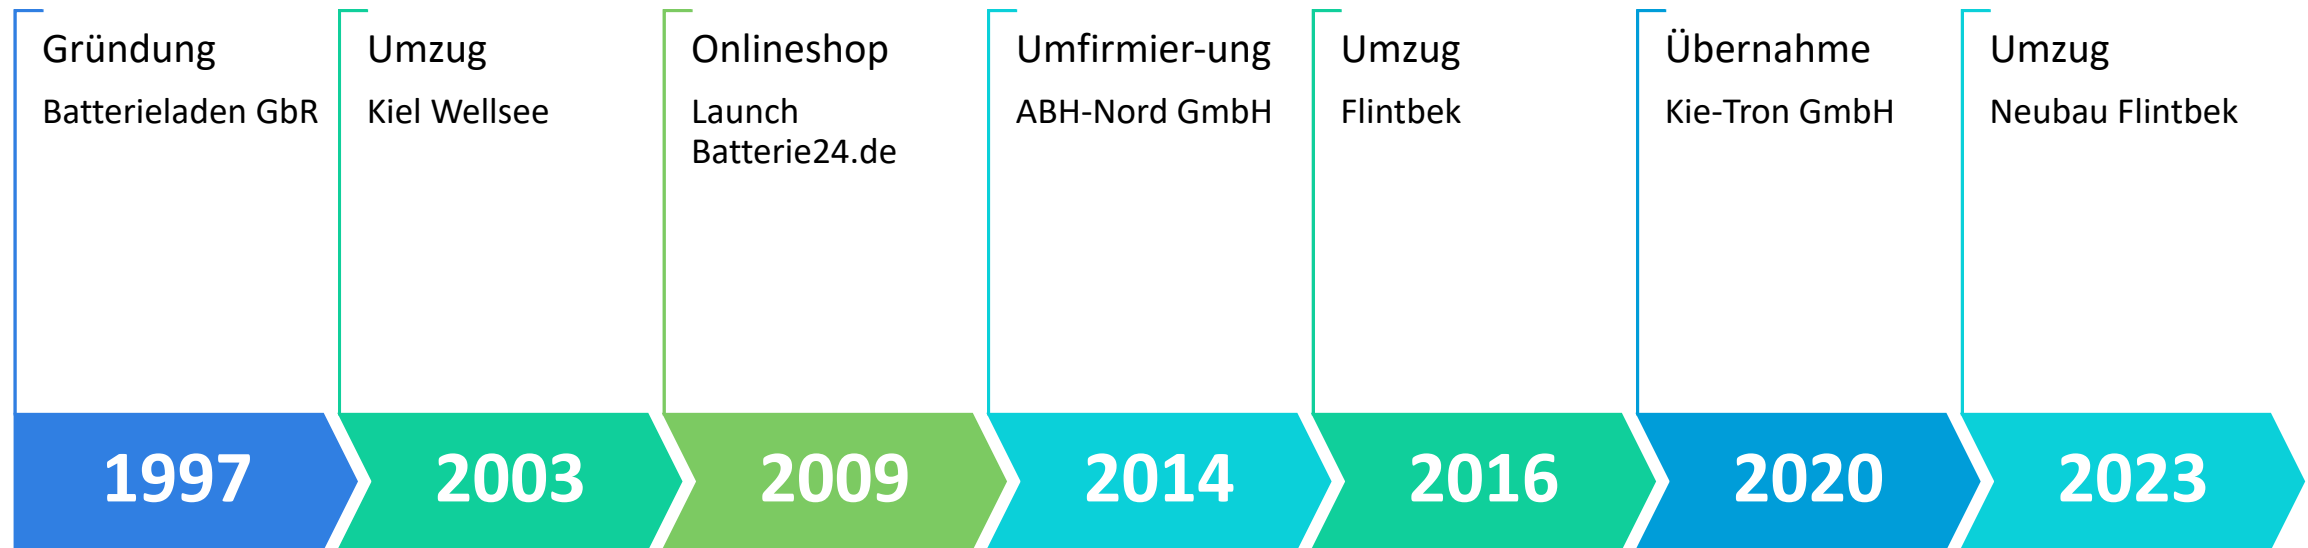 Gründung
Batterieladen GbR
Umzug
Kiel Wellsee
Onlineshop
Launch
Batterie24.de
Umfirmier-ung
ABH-Nord GmbH
Umzug
Flintbek
Übernahme
Kie-Tron GmbH
Umzug
Neubau Flintbek
1997
2003
2009
2014
2016
2020
2023